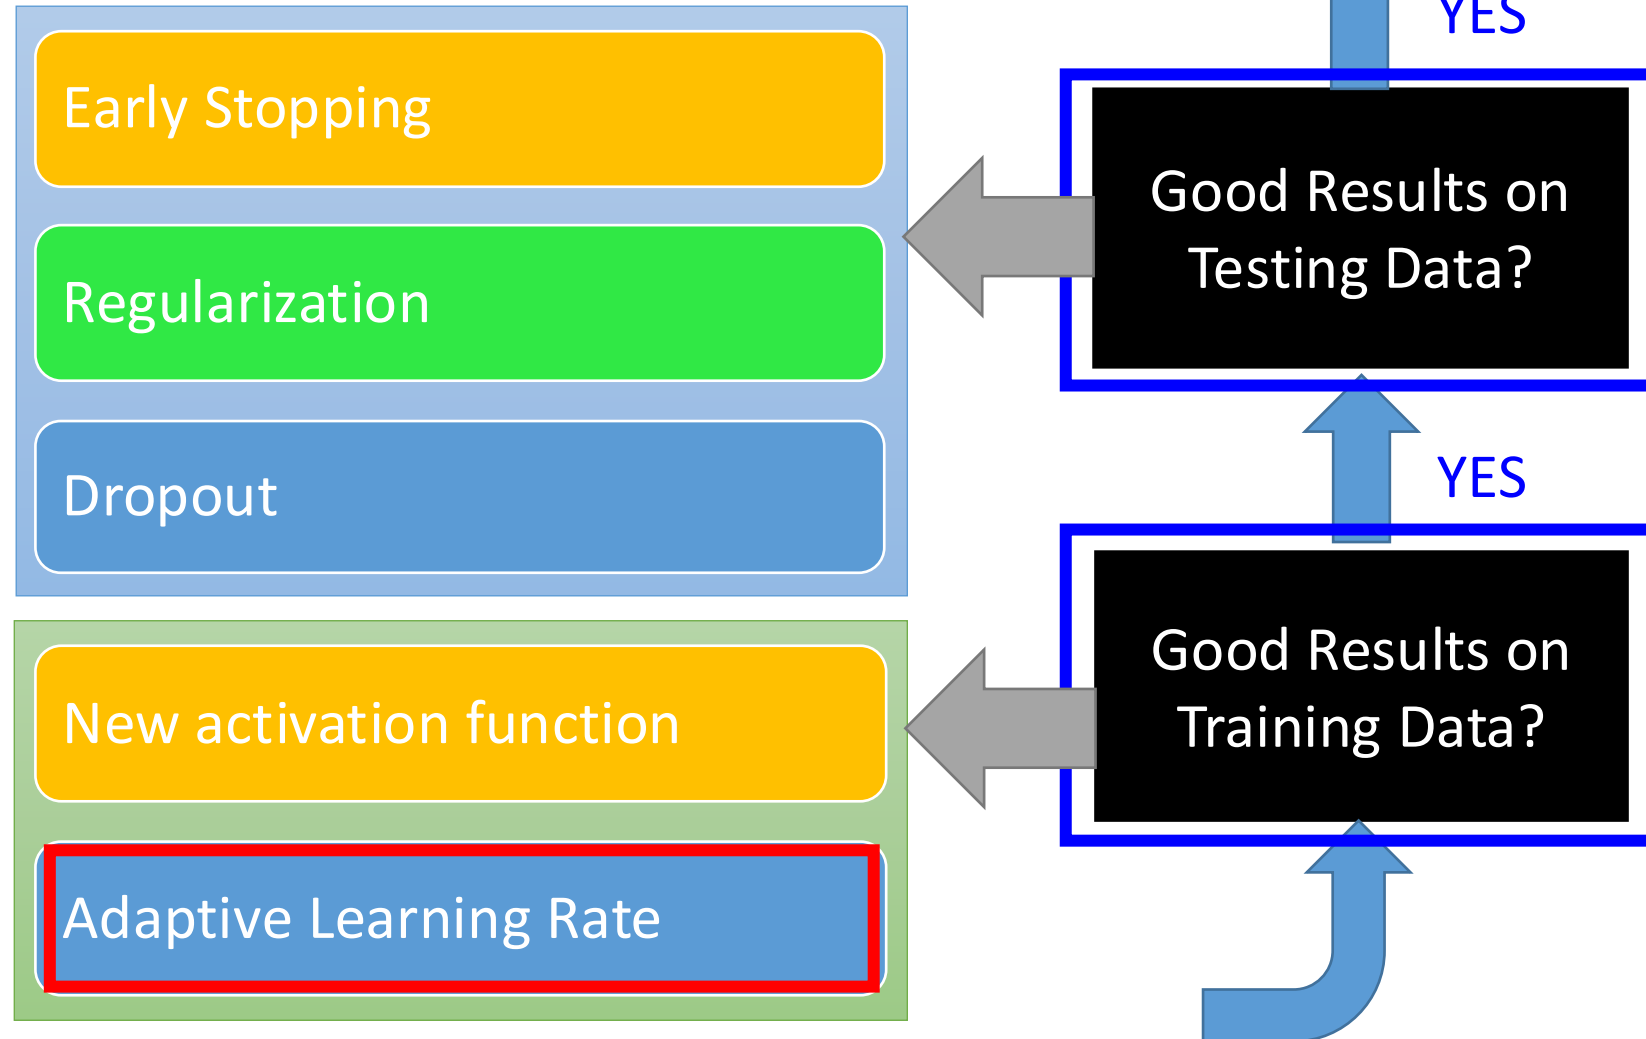 YES
Early Stopping
Regularization
Dropout
Good Results on
Testing Data?
YES
New activation function
Adaptive Learning Rate
Good Results on
Training Data?